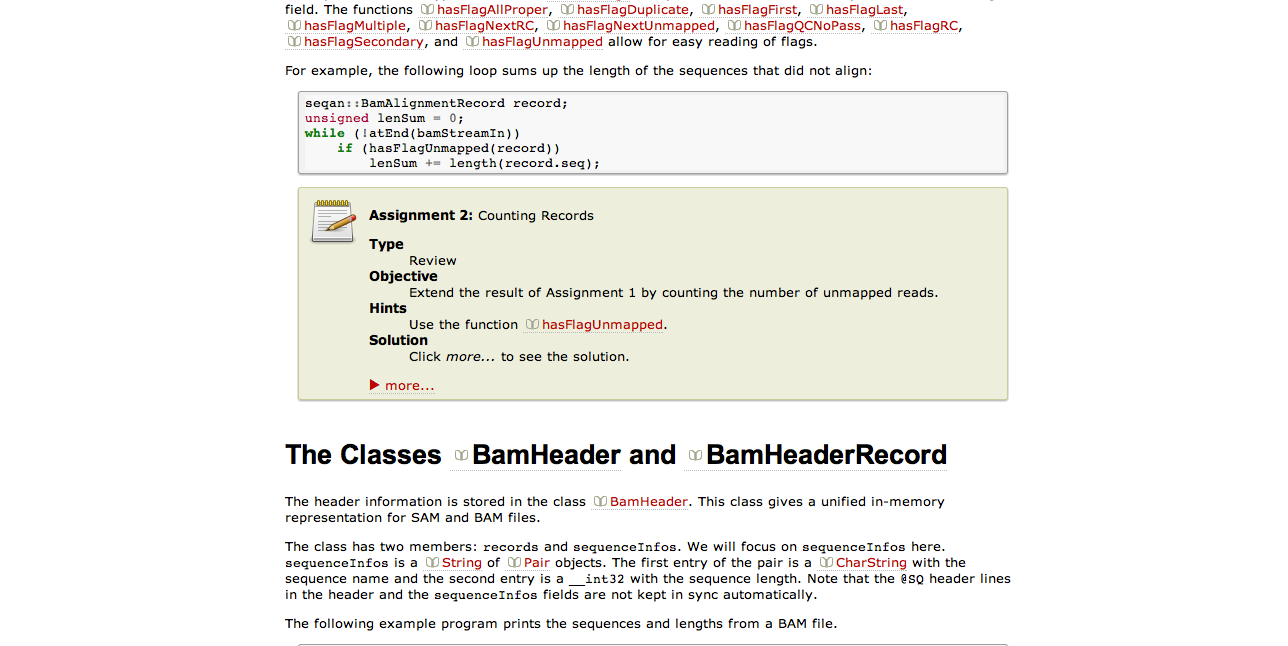 field. The functions hasFlagAllProper, hasFlagDuplicate, hasFlagFirst, hasFlagLast,
hasFlagMultiple, hasFlagNextRC, hasFlagNextUnmapped, hasFlagQCNoPass, hasFlagRC,
hasFlagSecondary, and hasFlagUnmapped allow for easy reading of flags.
For example, the following loop sums up the length of the sequences that did not align:
seqan::BamAlignmentRecord record;
unsigned lenSum = 0;
while (!atEnd(bamStreamIn))
    if (hasFlagUnmapped(record))
        lenSum += length(record.seq);
Assignment 2: Counting Records
Type
Review
Objective
Extend the result of Assignment 1 by counting the number of unmapped reads.
Hints
Use the function hasFlagUnmapped.
Solution
Click more... to see the solution.
more...
The Classes BamHeader and BamHeaderRecord
The header information is stored in the class BamHeader. This class gives a unified in-memory
representation for SAM and BAM files.
The class has two members: records and sequenceInfos. We will focus on sequenceInfos here.
sequenceInfos is a String of Pair objects. The first entry of the pair is a CharString with the
sequence name and the second entry is a __int32 with the sequence length. Note that the @SQ header lines
in the header and the sequenceInfos fields are not kept in sync automatically.
The following example program prints the sequences and lengths from a BAM file.